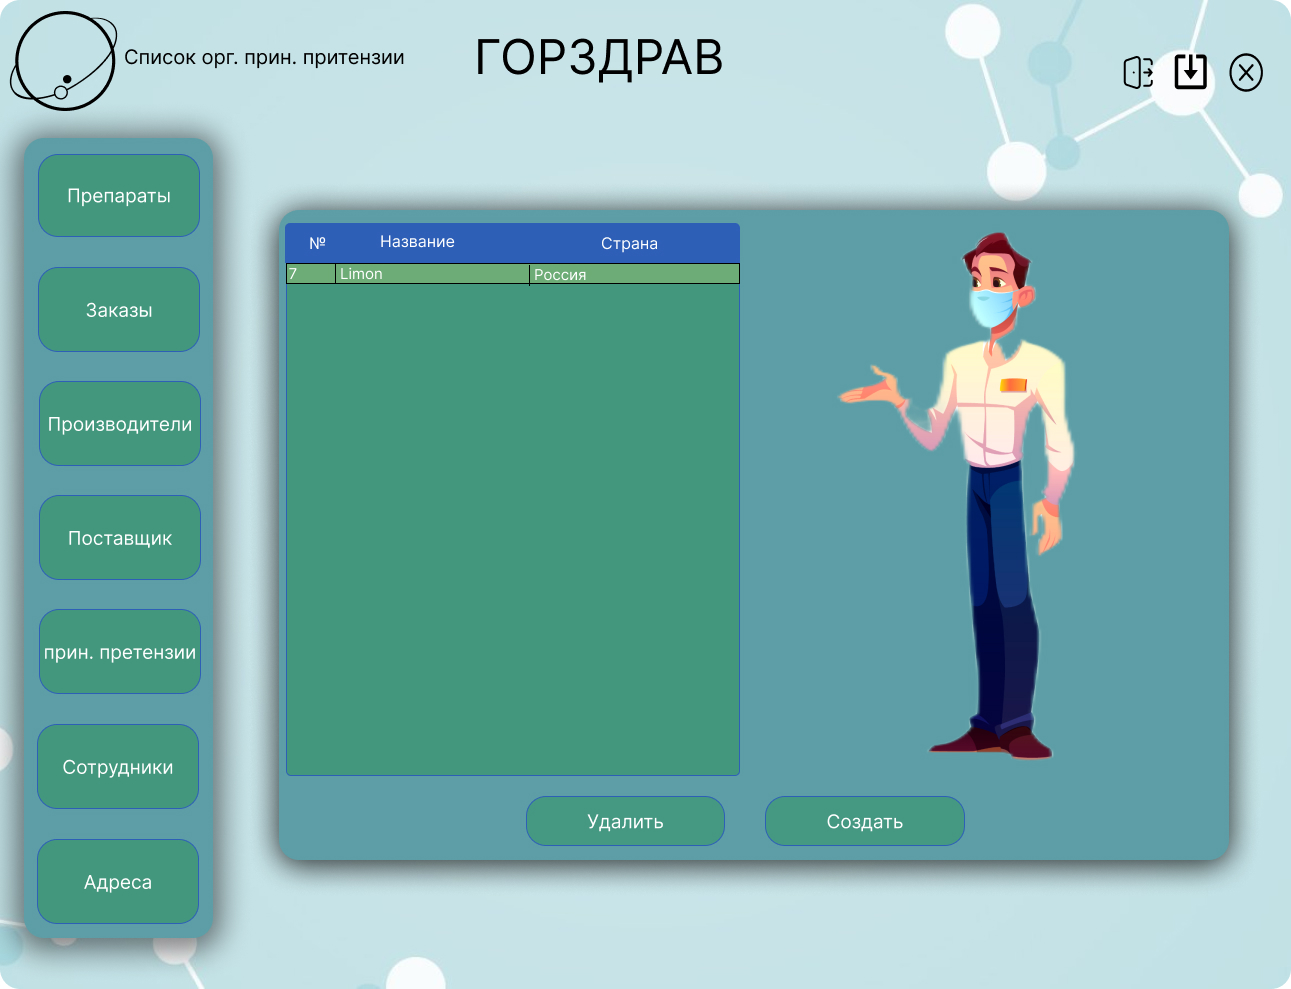 Список орг. прин. притензии
ГОРЗДРАВ
Препараты
Заказы
Производители
Поставщик
прин. претензии
Сотрудники
Адреса
№ Название Страна
7 Limon Россия
Удалить
Создать